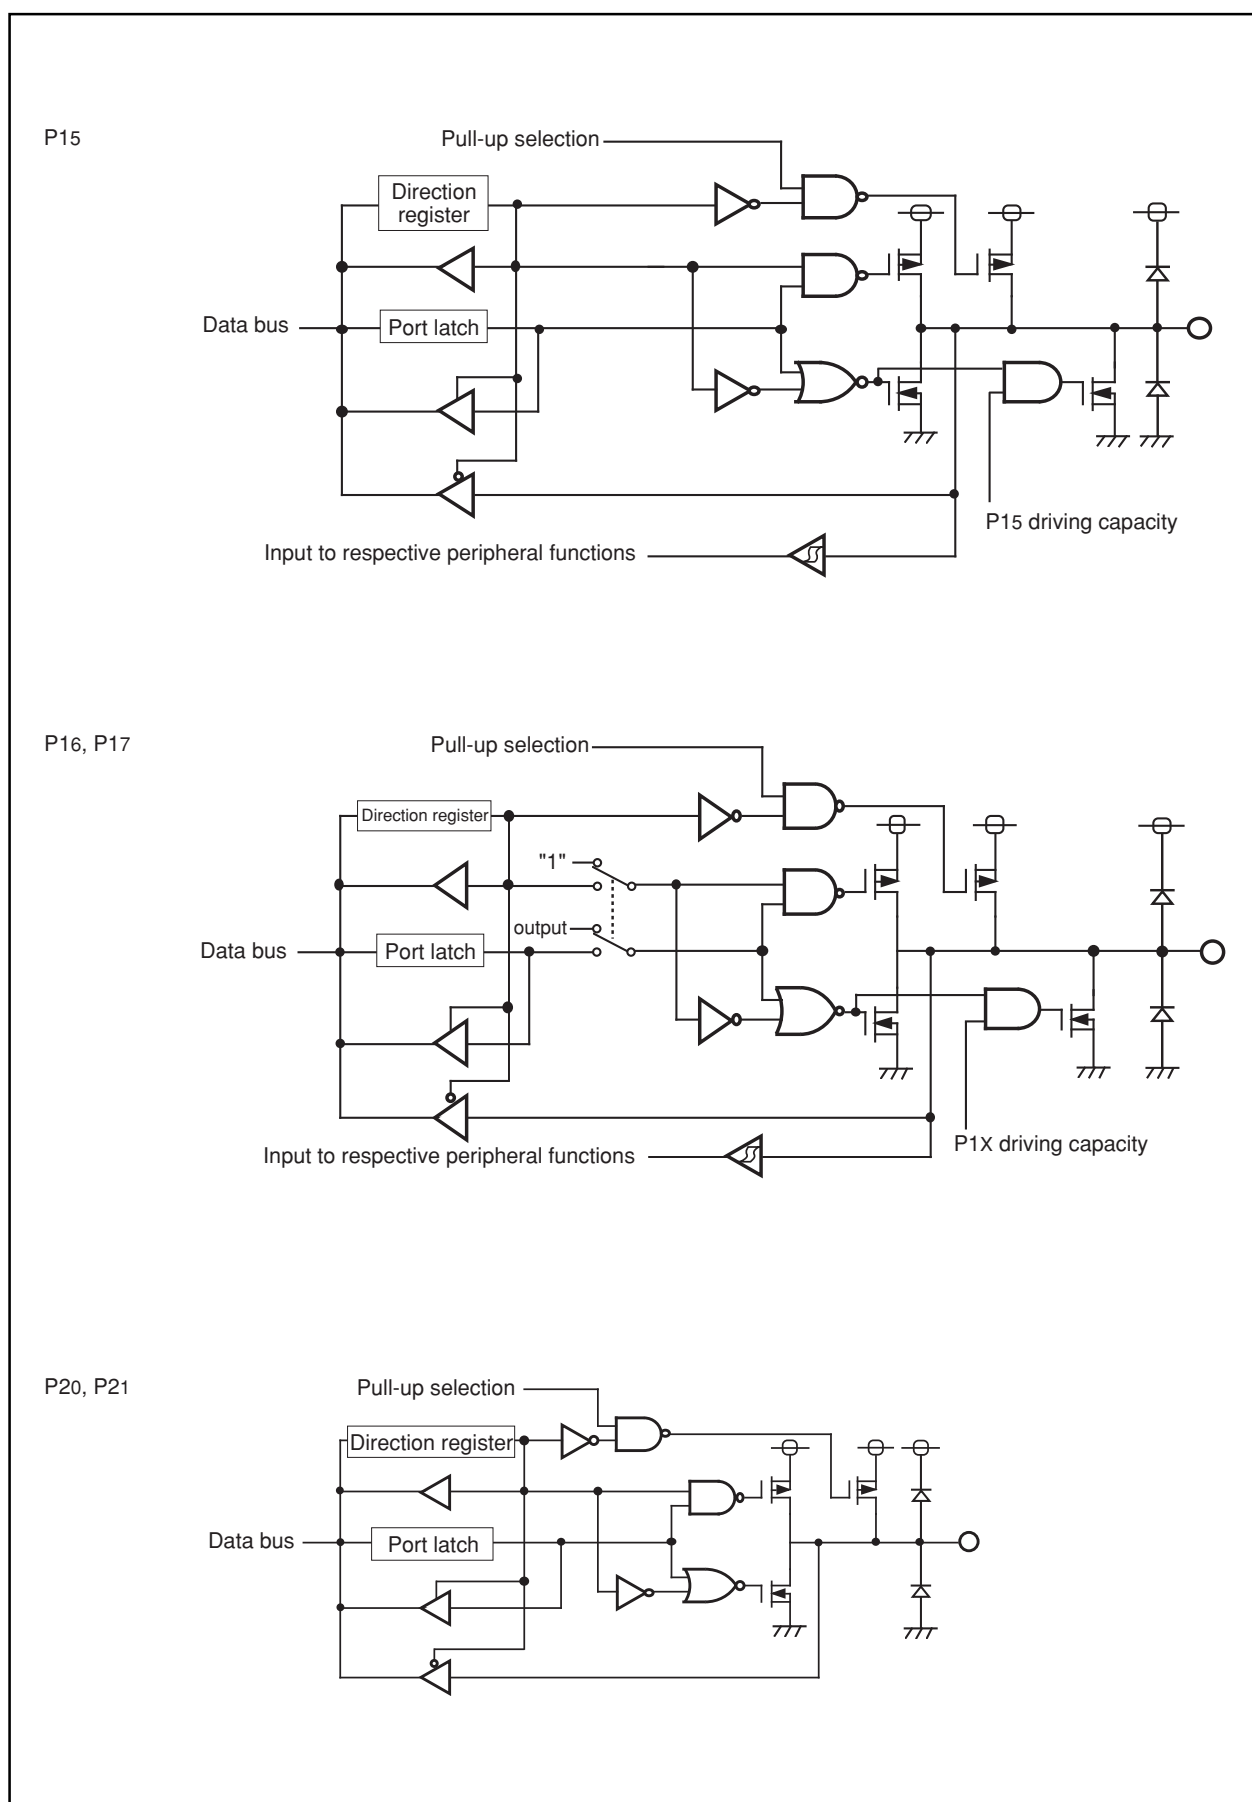 P15
Pull-up selection
Direction
register
Data bus
Port latch
P15 driving capacity
Input to respective peripheral functions
P16, P17
Pull-up selection
Direction register
"1"
output
Data bus
Port latch
P1X driving capacity
Input to respective peripheral functions
P20, P21
Pull-up selection
Direction register
Data bus
Port latch